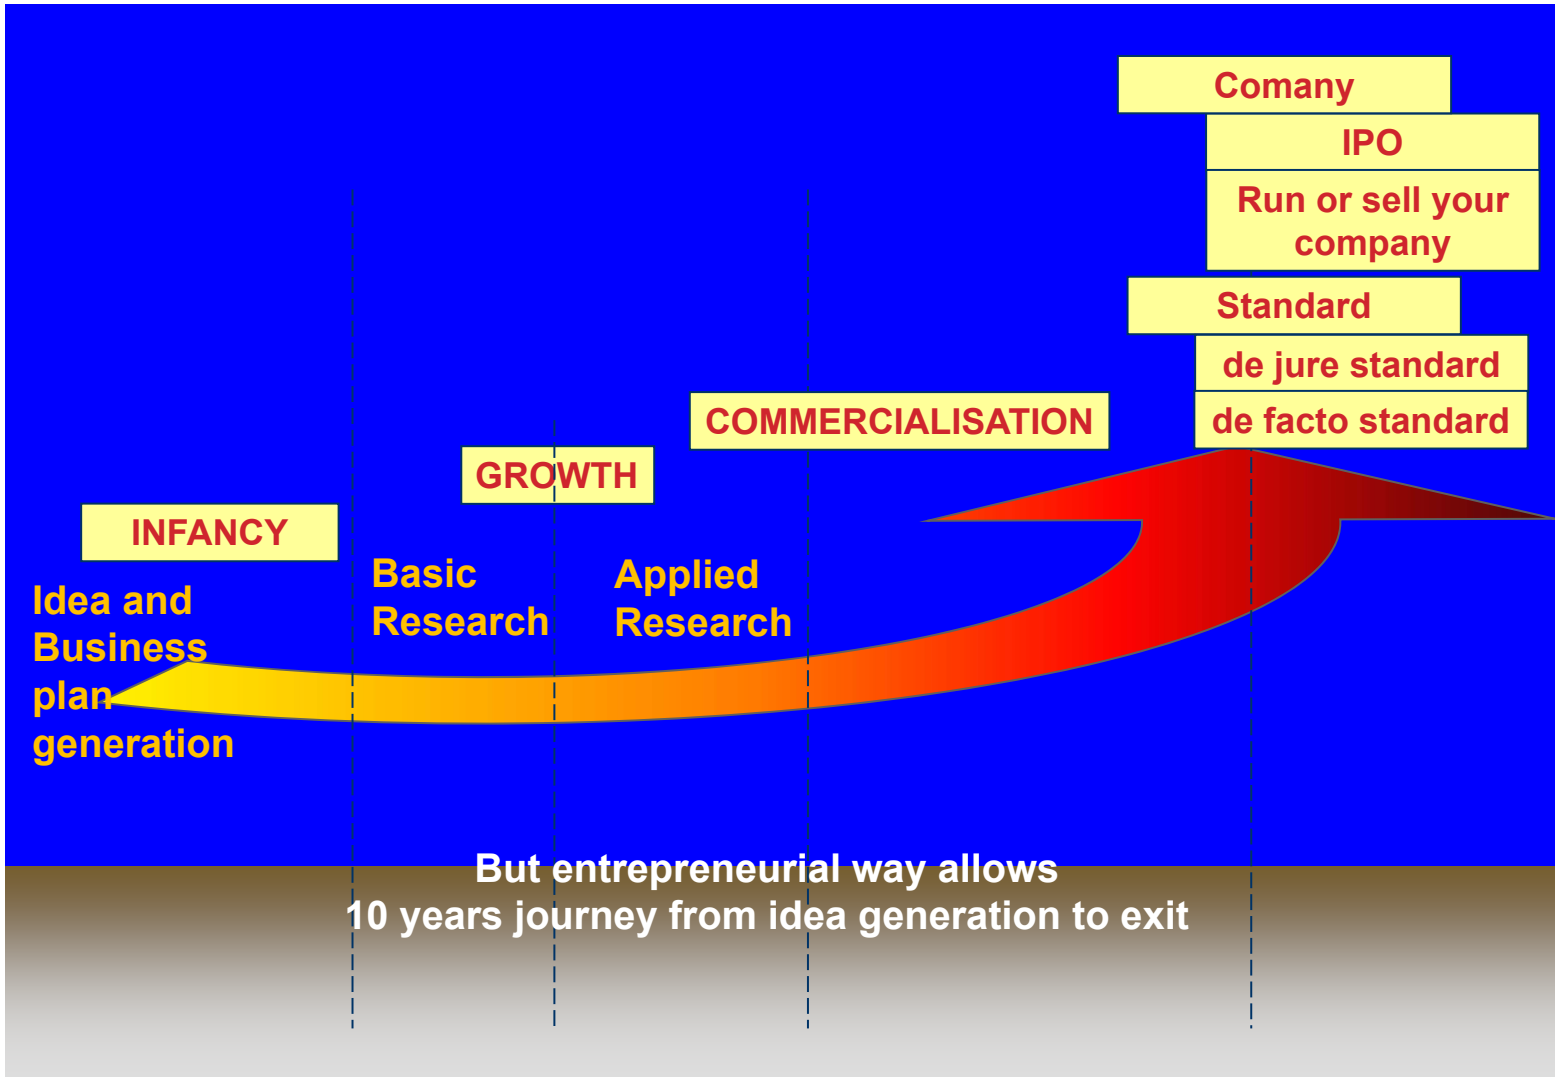 Comany
IPO
Run or sell your
company
Standard
de jure standard
de facto standard
COMMERCIALISATION
GROWTH
INFANCY
Idea and
Business
plan
generation
Basic
Research
Applied
Research
But entrepreneurial way allows
10 years journey from idea generation to exit